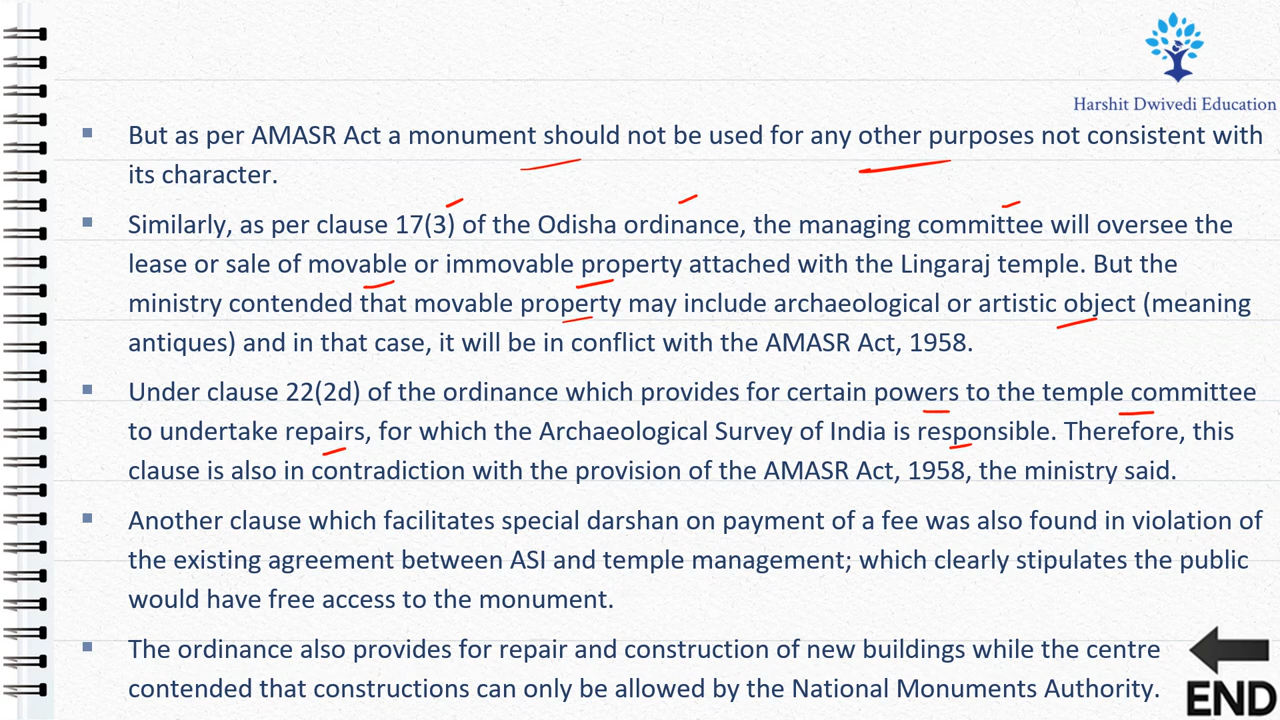 Harshit Dwivedi Education
But as per AMASR Act a monument should not be used for any other purposes not consistent with
its character.
Similarly, as per clause 17(3) of the Odisha ordinance, the managing committee will oversee the
lease or sale of movable or immovable property attached with the Lingaraj temple. But the
ministry contended that movable property may include archaeological or artistic object (meaning
antiques) and in that case, it will be in conflict with the AMASR Act, 1958.
Under clause 22(2d) of the ordinance which provides for certain powers to the temple committee
to undertake repairs, for which the Archaeological Survey of India is responsible. Therefore, this
clause is also in contradiction with the provision of the AMASR Act, 1958, the ministry said.
Another clause which facilitates special darshan on payment of a fee was also found in violation of
the existing agreement between ASI and temple management; which clearly stipulates the public
would have free access to the monument.
The ordinance also provides for repair and construction of new buildings while the centre
contended that constructions can only be allowed by the National Monuments Authority.
END